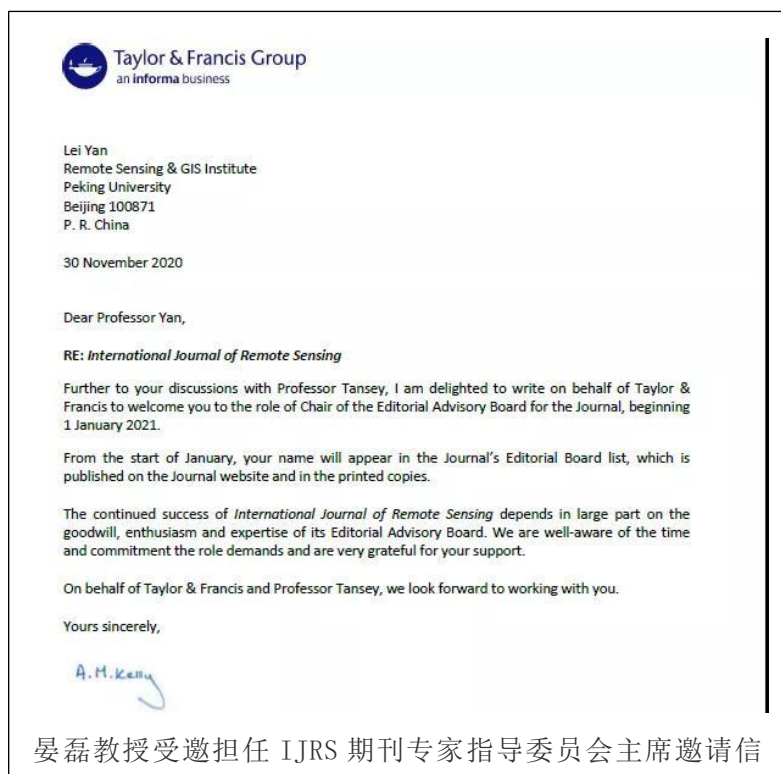 Taylor & Francis Group
an informa business
Lei Yan
Remote Sensing & GIS Institute
Peking University
Beijing 100871
P. R. China
30 November 2020
Dear Professor Yan,
RE: International Journal of Remote Sensing
Further to your discussions with Professor Tansey, I am delighted to write on behalf of Taylor &
Francis to welcome you to the role of Chair of the Editorial Advisory Board for the Journal, beginning
1 January 2021.
From the start of January, your name will appear in the Journal's Editorial Board list, which is
published on the Journal website and in the printed copies.
The continued success of International Journal of Remote Sensing depends in large part on the
goodwill, enthusiasm and expertise of its Editorial Advisory Board. We are well-aware of the time
and commitment the role demands and are very grateful for your support.
On behalf of Taylor & Francis and Professor Tansey, we look forward to working with you.
Yours sincerely,
A.M.Kelly
晏磊教授受邀担任 IJRS 期刊专家指导委员会主席邀请信